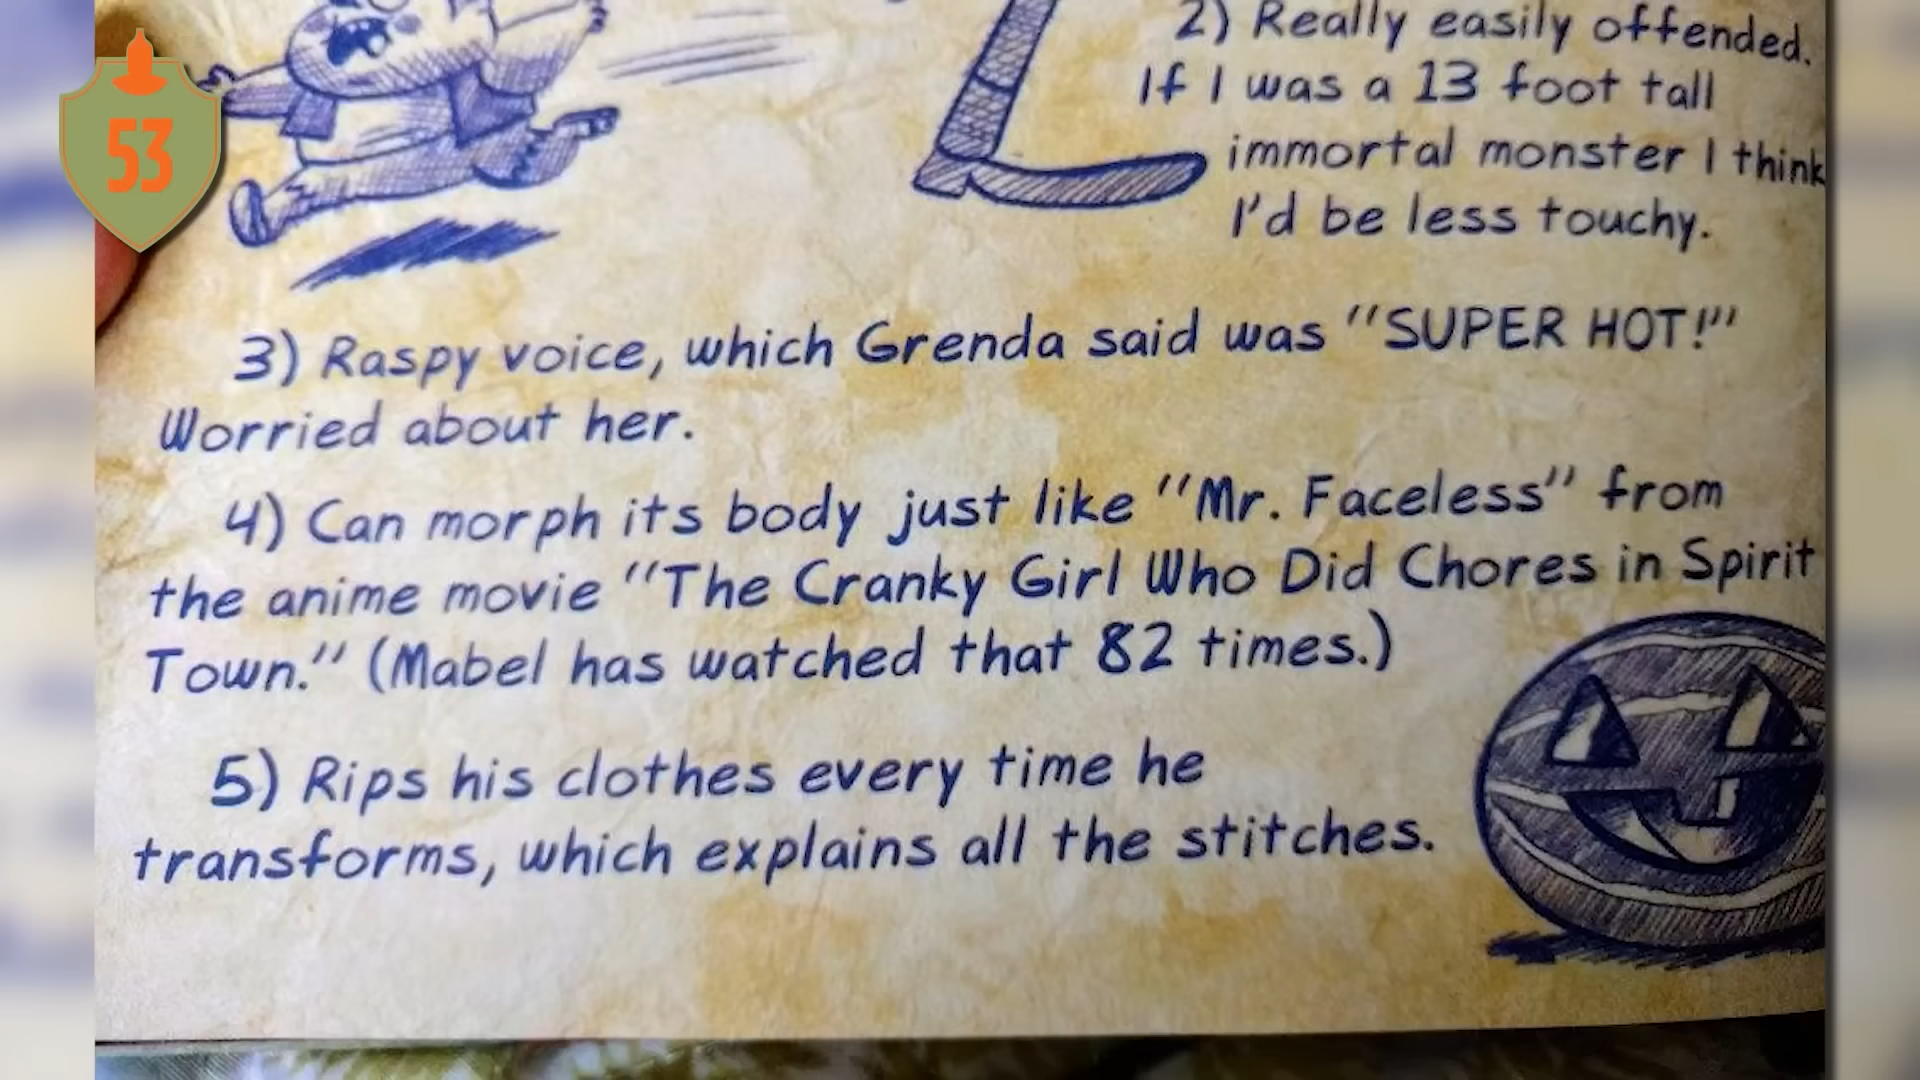 53
2) Really easily offended.
If I was a 13 foot tall
immortal monster I think
I'd be less touchy.
3) Raspy voice, which Grenda said was "SUPER HOT!"
Worried about her.
4) Can morph its body just like "Mr. Faceless" from
the anime movie "The Cranky Girl Who Did Chores in Spirit
Town." (Mabel has watched that 82 times.)
5) Rips his clothes every time he
transforms, which explains all the stitches.